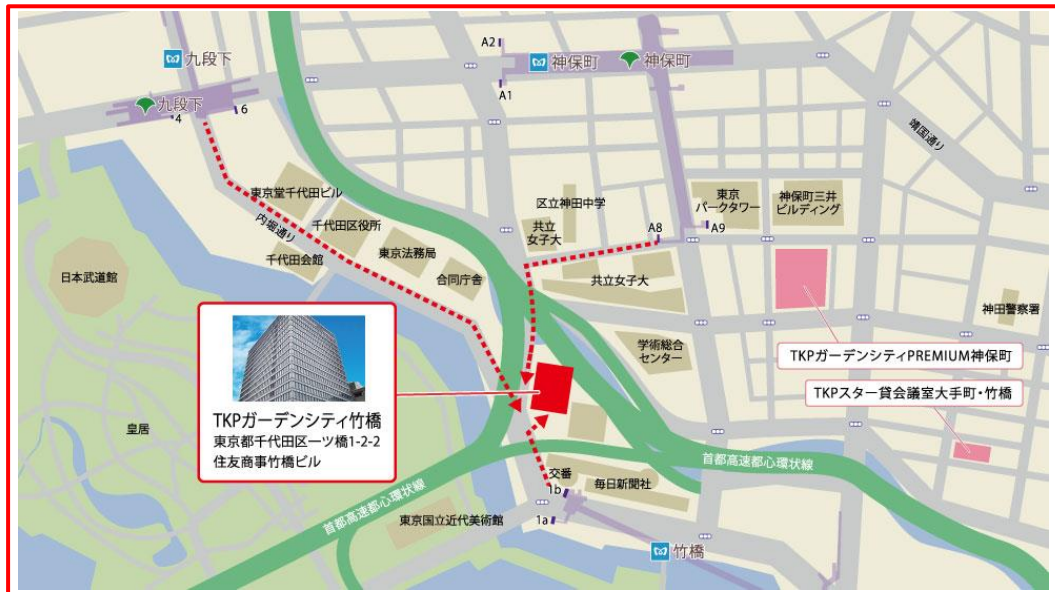 九段下
九段下
4
6
A2
A1
神保町
神保町
靖国通り
東京堂千代田ビル
内堀通り
千代田区役所
千代田会館
東京法務局
合同庁舎
区立神田中学
共立
女子大
A8
東京
パークタワー
A9
神保町三井
ビルディング
共立女子大
日本武道館
学術総合
センター
神田警察署
TKPガーデンシティPREMIUM神保町
TKPスター貸会議室大手町・竹橋
TKPガーデンシティ竹橋
東京都千代田区一ツ橋1-2-2
住友商事竹橋ビル
皇居
首都高速都心環状線
首都高速都心環状線
交番
1b
毎日新聞社
東京国立近代美術館
1a
竹橋